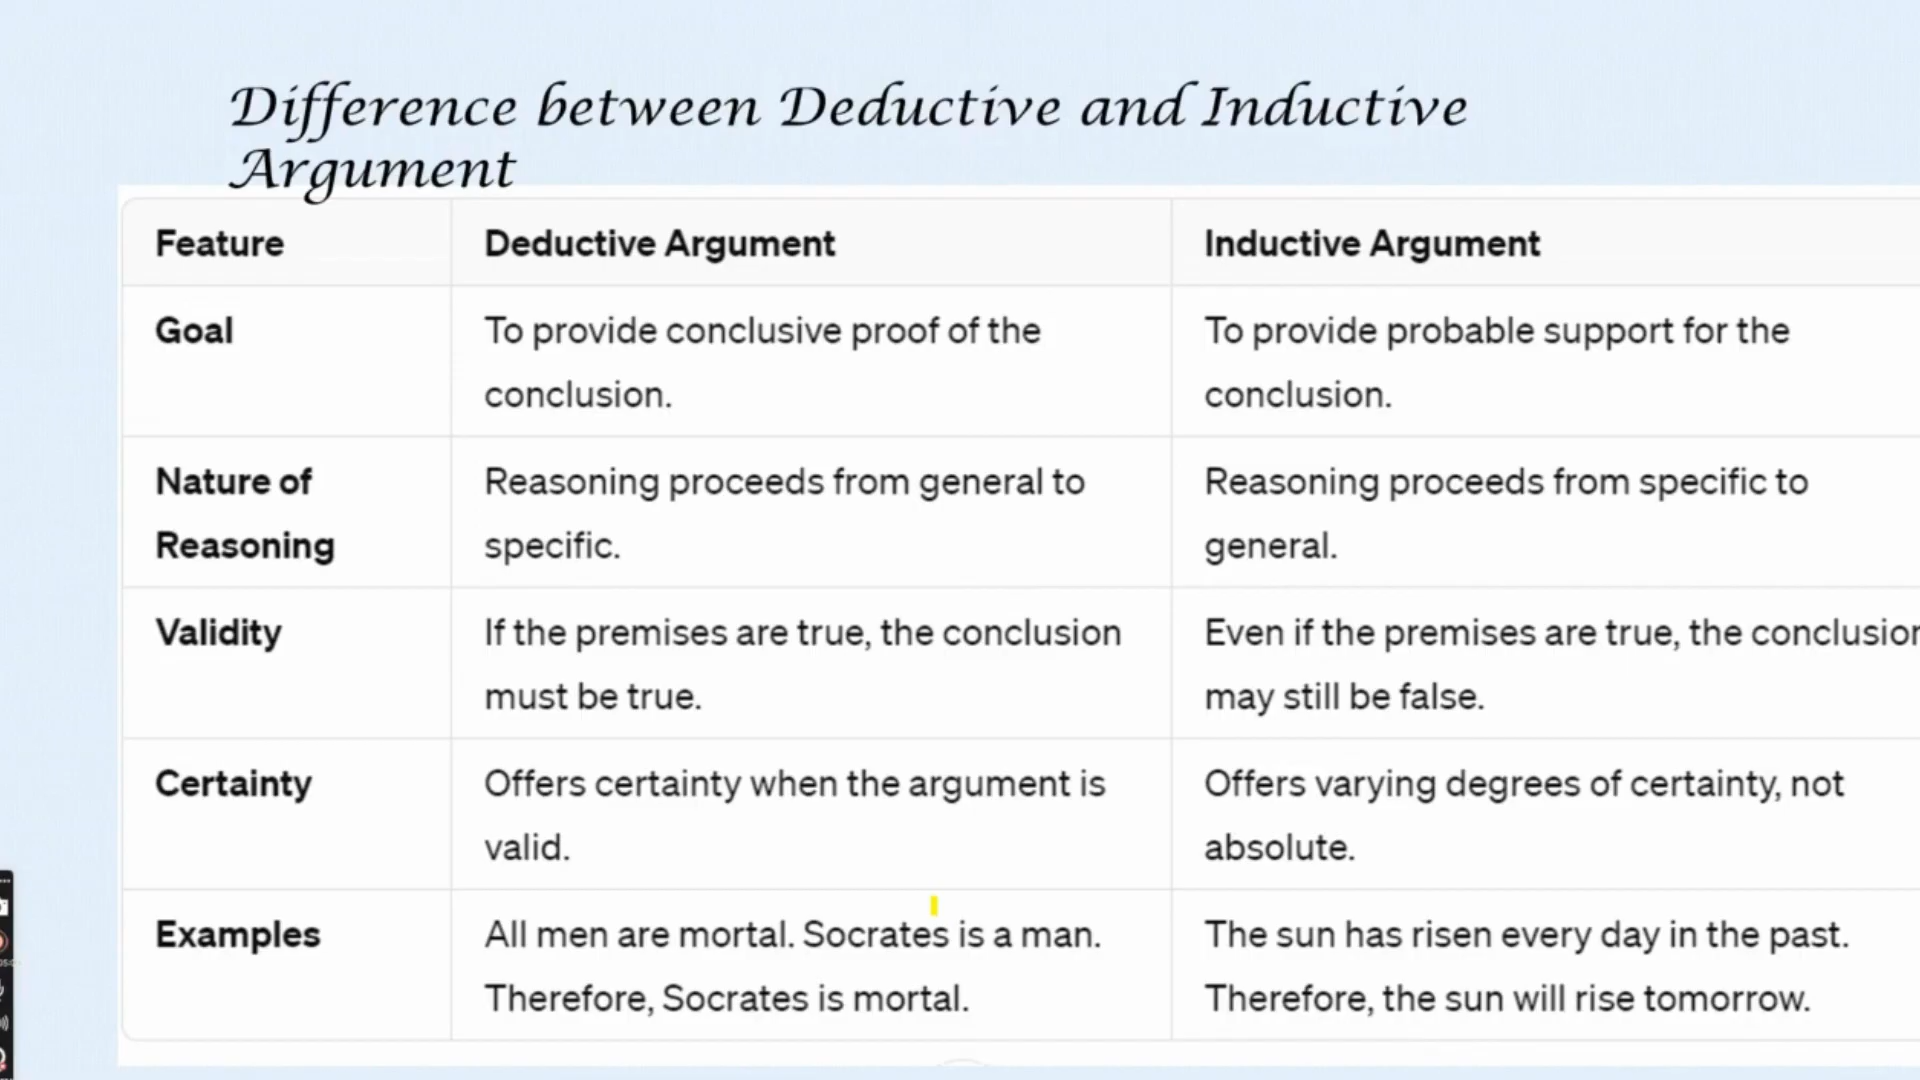 Difference between Deductive and Inductive
Argument
Feature
Deductive Argument
Inductive Argument
Goal
To provide conclusive proof of the
conclusion.
To provide probable support for the
conclusion.
Nature of
Reasoning
Reasoning proceeds from general to
specific.
Reasoning proceeds from specific to
general.
Validity
If the premises are true, the conclusion
must be true.
Even if the premises are true, the conclusion
may still be false.
Certainty
Offers certainty when the argument is
valid.
Offers varying degrees of certainty, not
absolute.
Examples
All men are mortal. Socrates is a man.
Therefore, Socrates is mortal.
The sun has risen every day in the past.
Therefore, the sun will rise tomorrow.